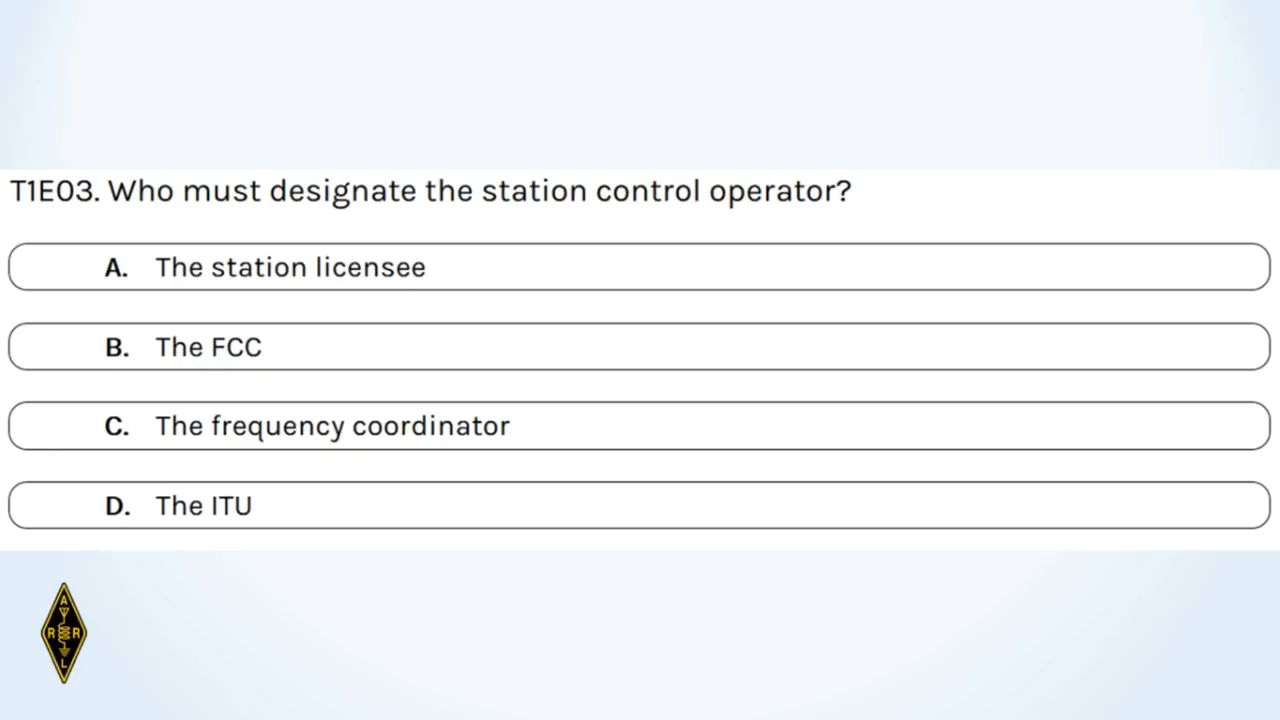 T1E03. Who must designate the station control operator?
A. The station licensee
B. The FCC
C. The frequency coordinator
D. The ITU
A
R R
L